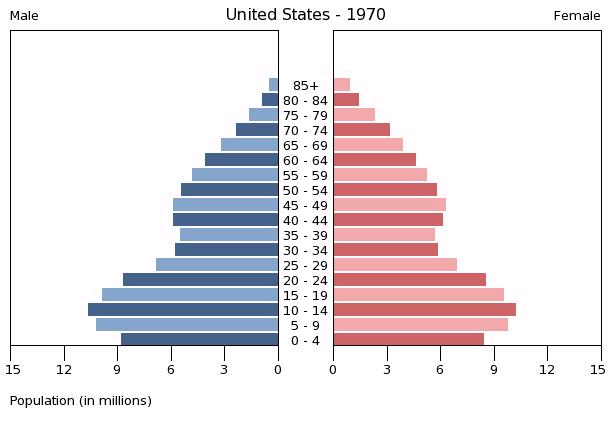 United States - 1970
Male
Female
85+
80 - 84
75 - 79
70 - 74
65 - 69
60 - 64
55 - 59
50 - 54
45 - 49
40 - 44
35 - 39
30 - 34
25 - 29
20 - 24
15 - 19
10 - 14
5 - 9
0 - 4
15 12 9 6 3 0 0 3 6 9 12 15
Population (in millions)